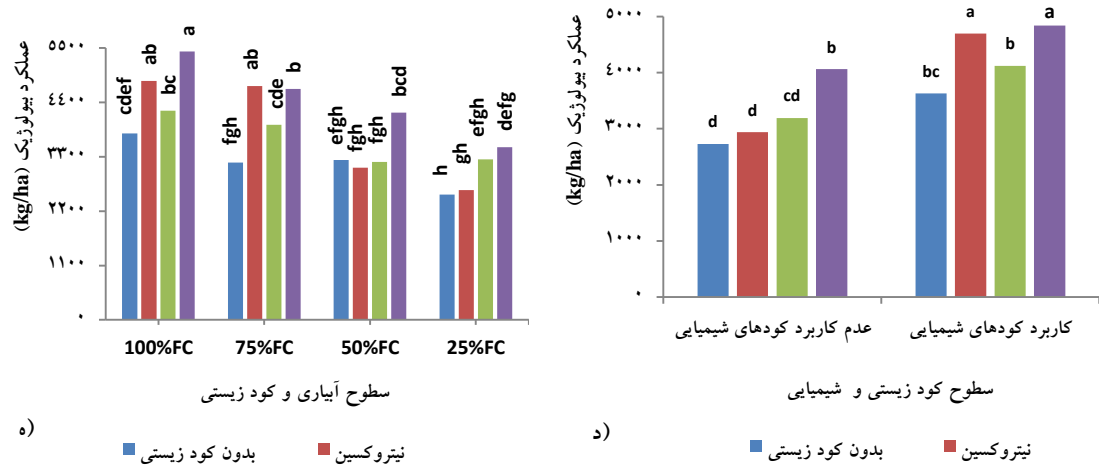 عملکرد بیولوژیک (kg/ha)
۵۵۰۰
۴۴۰۰
۳۳۰۰
۲۲۰۰
۱۱۰۰
۰
cdef ab bc a
fgh ab cde b
efgh fgh fgh bcd
h gh efgh defg
100%FC 75%FC 50%FC 25%FC
سطوح آبیاری و کود زیستی
ه)
بدون کود زیستی نیتروکسین
عملکرد بیولوژیک (kg/ha)
۵۰۰۰
۴۰۰۰
۳۰۰۰
۲۰۰۰
۱۰۰۰
۰
d d cd b
bc a b a
عدم کاربرد کودهای شیمیایی
کاربرد کودهای شیمیایی
سطوح کود زیستی و شیمیایی
د)
بدون کود زیستی نیتروکسین